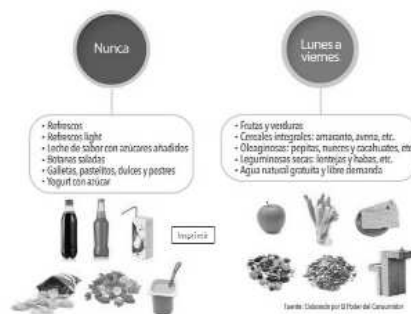 Nunca
• Refrescos
• Refrescos light
• Leche de sabor con azúcares añadidos
• Botanas saladas
• Galletas, pastelitos, dulces y postres
• Yogurt con azúcar
Lunes a
viernes
• Frutas y verduras
• Cereales integrales: amaranto, avena, etc.
• Oleaginosas: pepitas, nueces y cacahuates, etc
• Leguminosas secas: lentejas y habas, etc.
• Agua natural gratuita y libre demanda
Fuente: Elaborado por El Poder del Consumidor